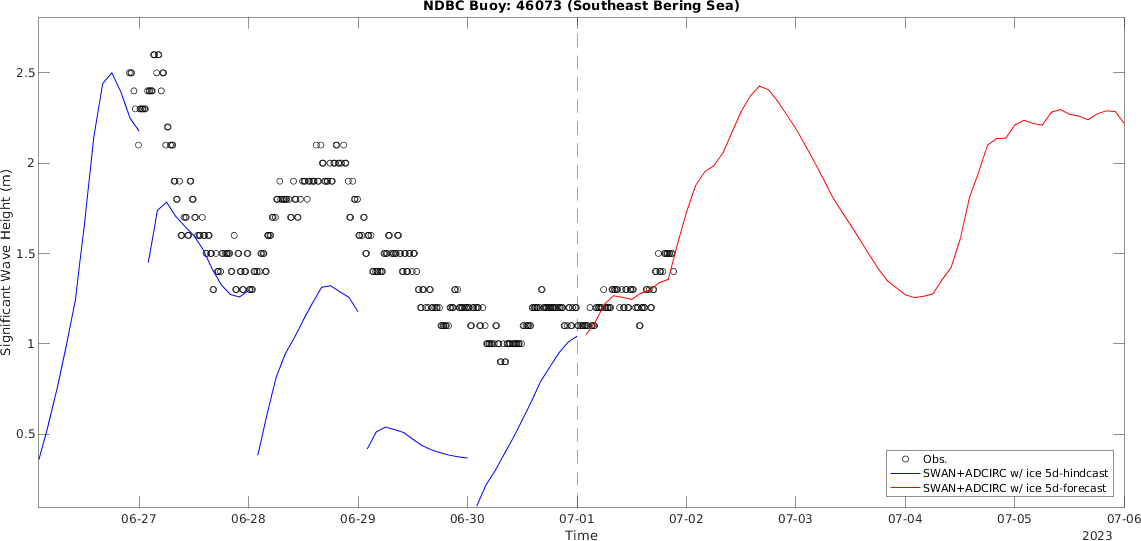 NDBC Buoy: 46073 (Southeast Bering Sea)
Significant Wave Height (m)
2.5
2
1.5
1
0.5
Obs.
SWAN+ADCIRC w/ ice 5d-hindcast
SWAN+ADCIRC w/ ice 5d-forecast
06-27 06-28 06-29 06-30 07-01 07-02 07-03 07-04 07-05 07-06
Time
2023